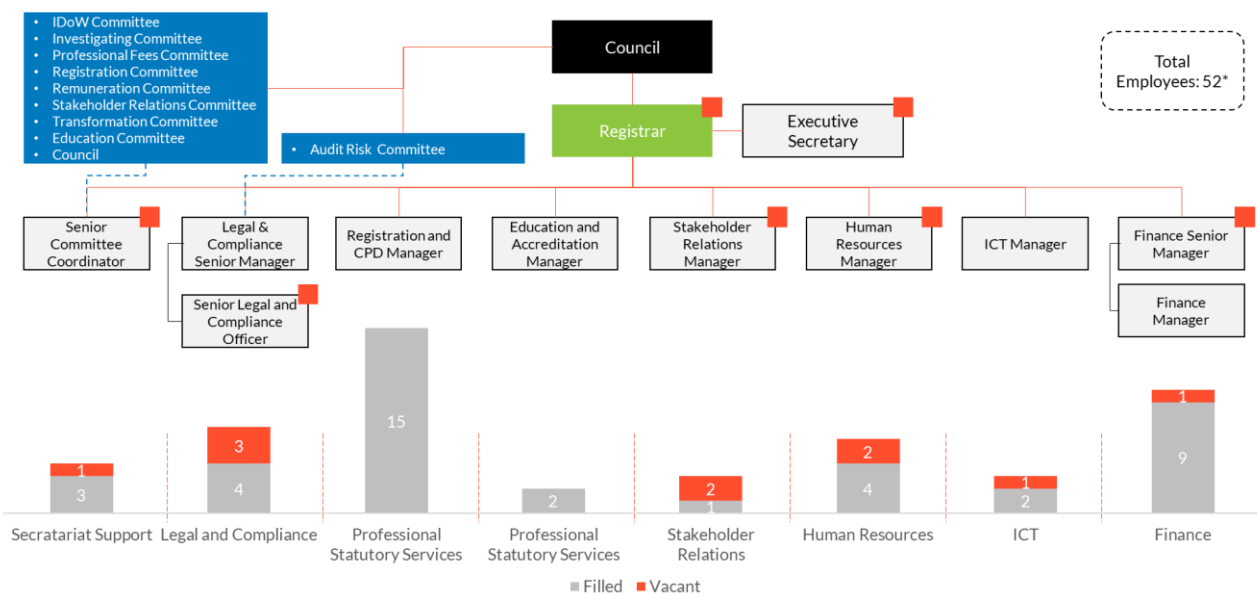 • IDoW Committee
• Investigating Committee
• Professional Fees Committee
• Registration Committee
• Remuneration Committee
• Stakeholder Relations Committee
• Transformation Committee
• Education Committee
• Council
• Audit Risk Committee
Council
Registrar
Executive
Secretary
Total
Employees: 52*
Senior
Committee
Coordinator
Legal &
Compliance
Senior Manager
Registration and
CPD Manager
Education and
Accreditation
Manager
Stakeholder
Relations
Manager
Human
Resources
Manager
ICT Manager
Finance Senior
Manager
Senior Legal and
Compliance
Officer
Finance
Manager
1
3
3
4
15
2
2
1
2
4
1
2
1
9
Secratariat Support
Legal and Compliance
Professional
Statutory Services
Professional
Statutory Services
Stakeholder
Relations
Human Resources
ICT
Finance
Filled
Vacant